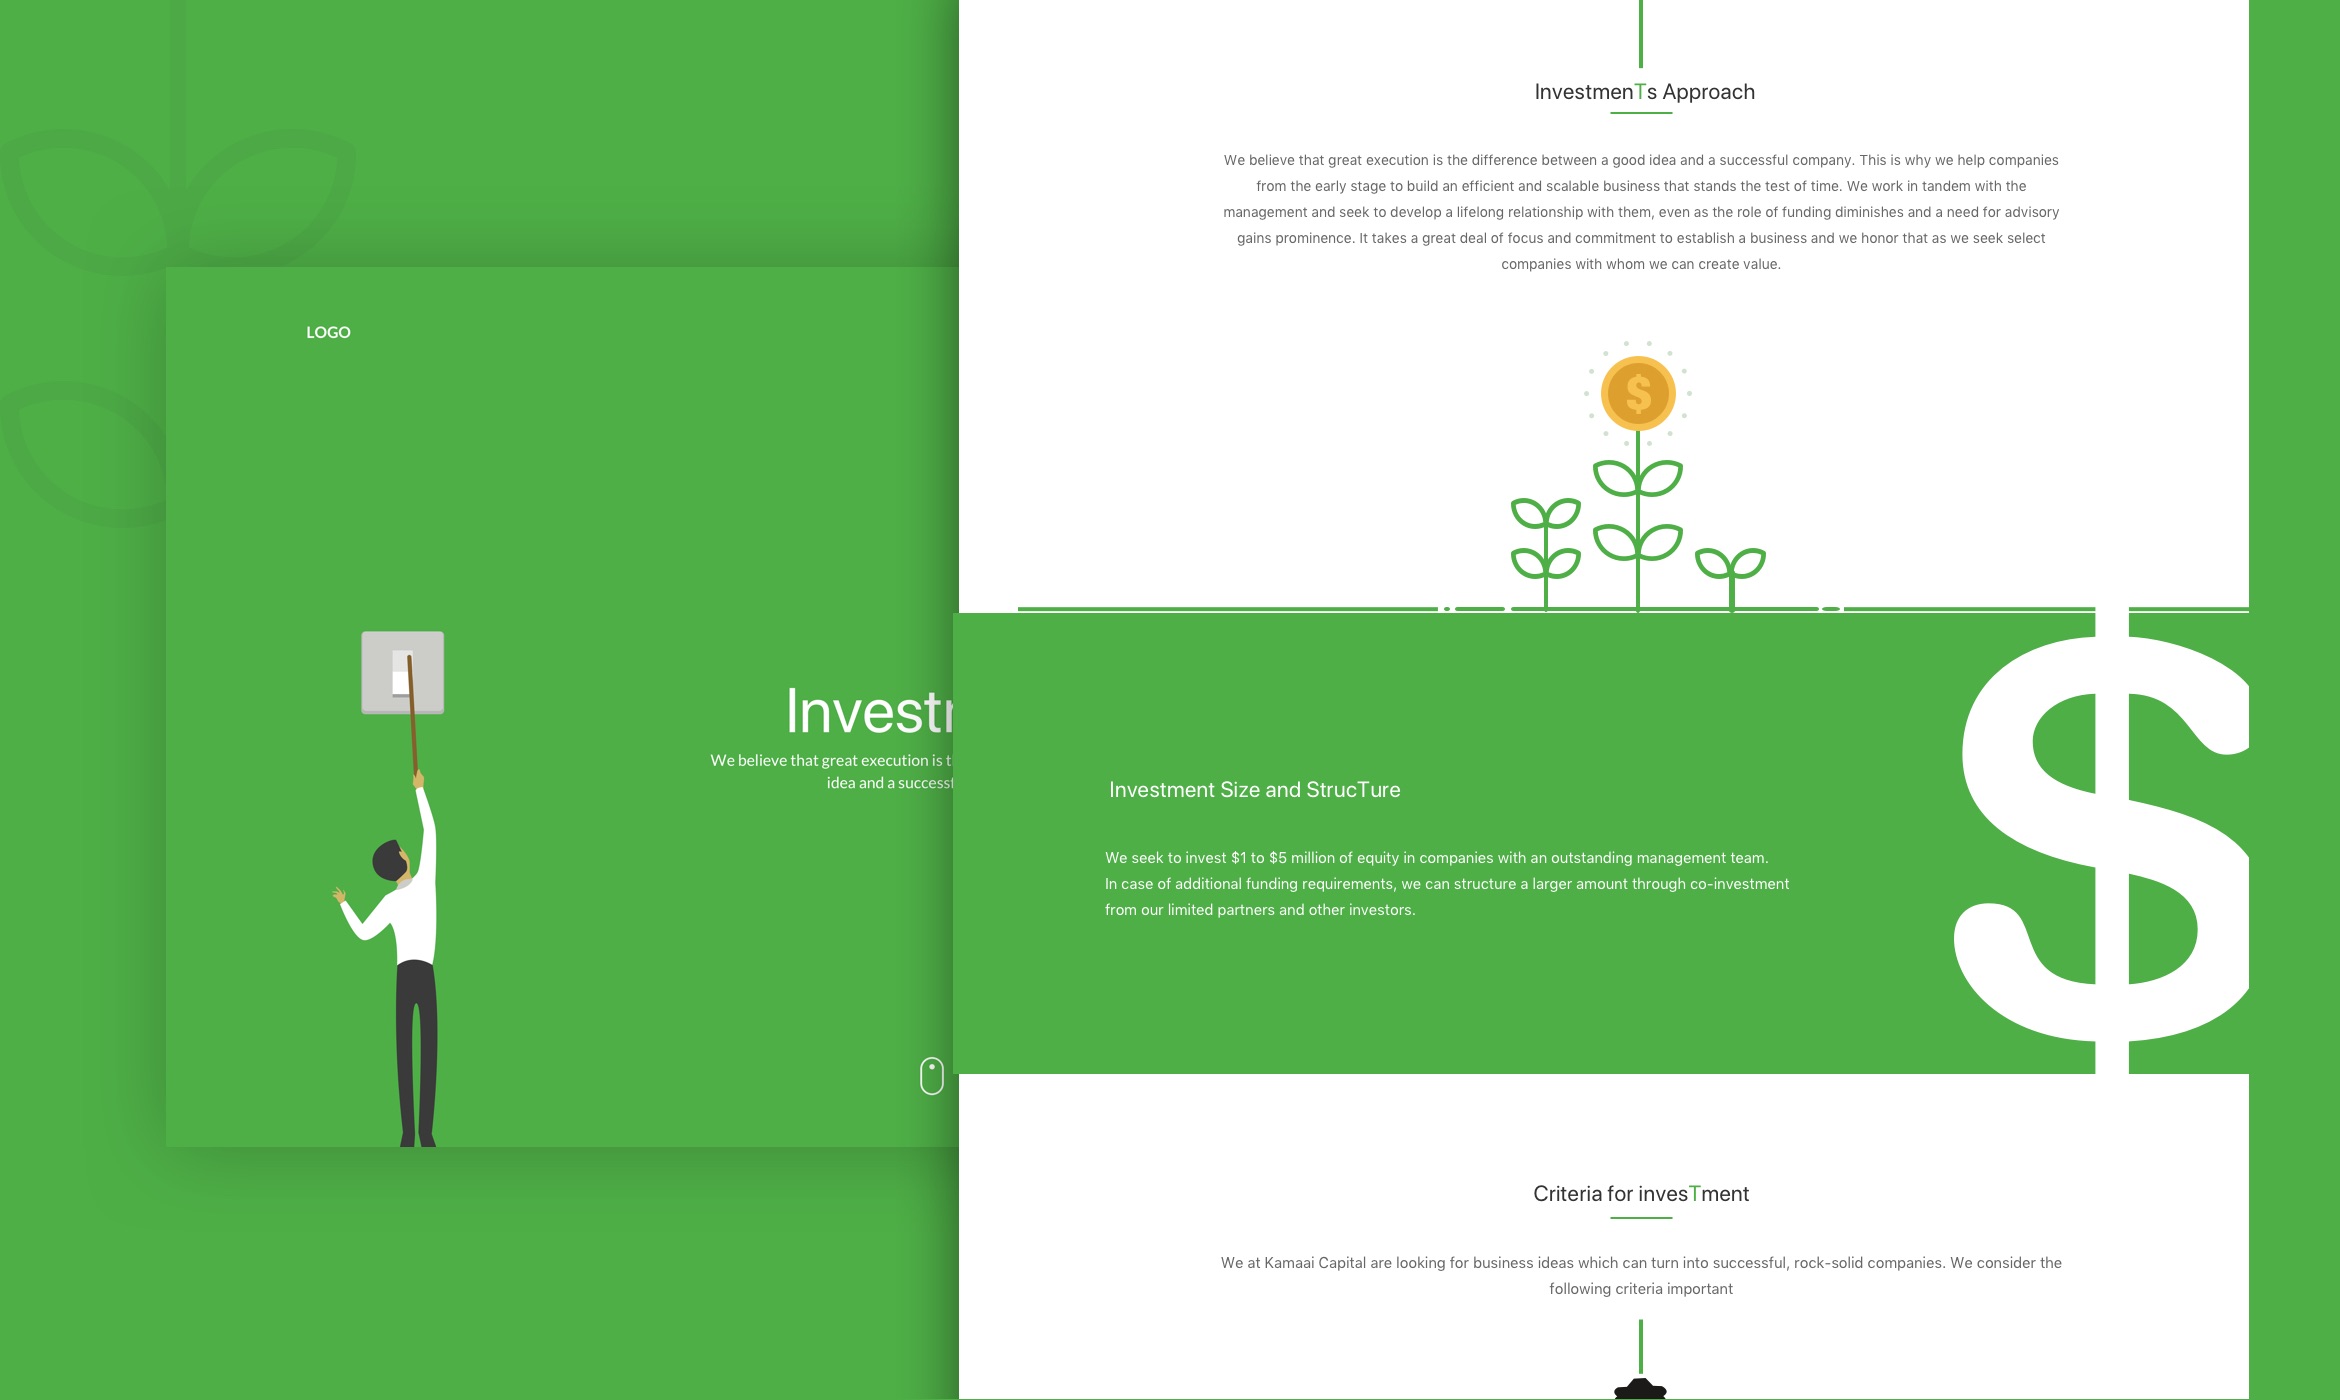 LOGO
Invest
We believe that great execution is
idea and a
InvesTmenTs Approach
We believe that great execution is the difference between a good idea and a successful company. This is why we help companies
from the early stage to build an efficient and scalable business that stands the test of time. We work in tandem with the
management and seek to develop a lifelong relationship with them, even as the role of funding diminishes and a need for advisory
gains prominence. It takes a great deal of focus and commitment to establish a business and we honor that as we seek select
companies with whom we can create value.
$
Investment Size and StrucTure
We seek to invest $1 to $5 million of equity in companies with an outstanding management team.
In case of additional funding requirements, we can structure a larger amount through co-investment
from our limited partners and other investors.
$
Criteria for invesTment
We at Kamaai Capital are looking for business ideas which can turn into successful, rock-solid companies. We consider the
following criteria important